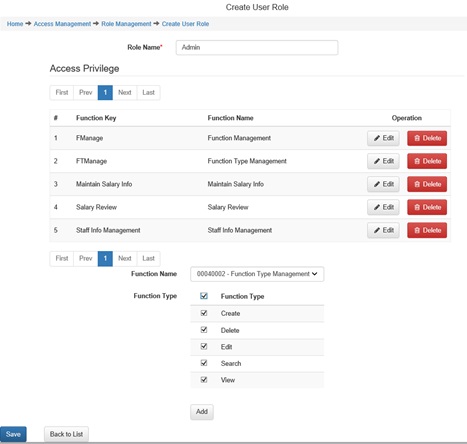 Create User Role
Home → Access Management → Role Management → Create User Role
Role Name* Admin
Access Privilege
First Prev 1 Next Last
# Function Key Function Name Operation
1 FManage Function Management Edit Delete
2 FTManage Function Type Management Edit Delete
3 Maintain Salary Info Maintain Salary Info Edit Delete
4 Salary Review Salary Review Edit Delete
5 Staff Info Management Staff Info Management Edit Delete
First Prev 1 Next Last
Function Name 00040002 - Function Type Management
Function Type Function Type
Create
Delete
Edit
Search
View
Add
Save Back to List